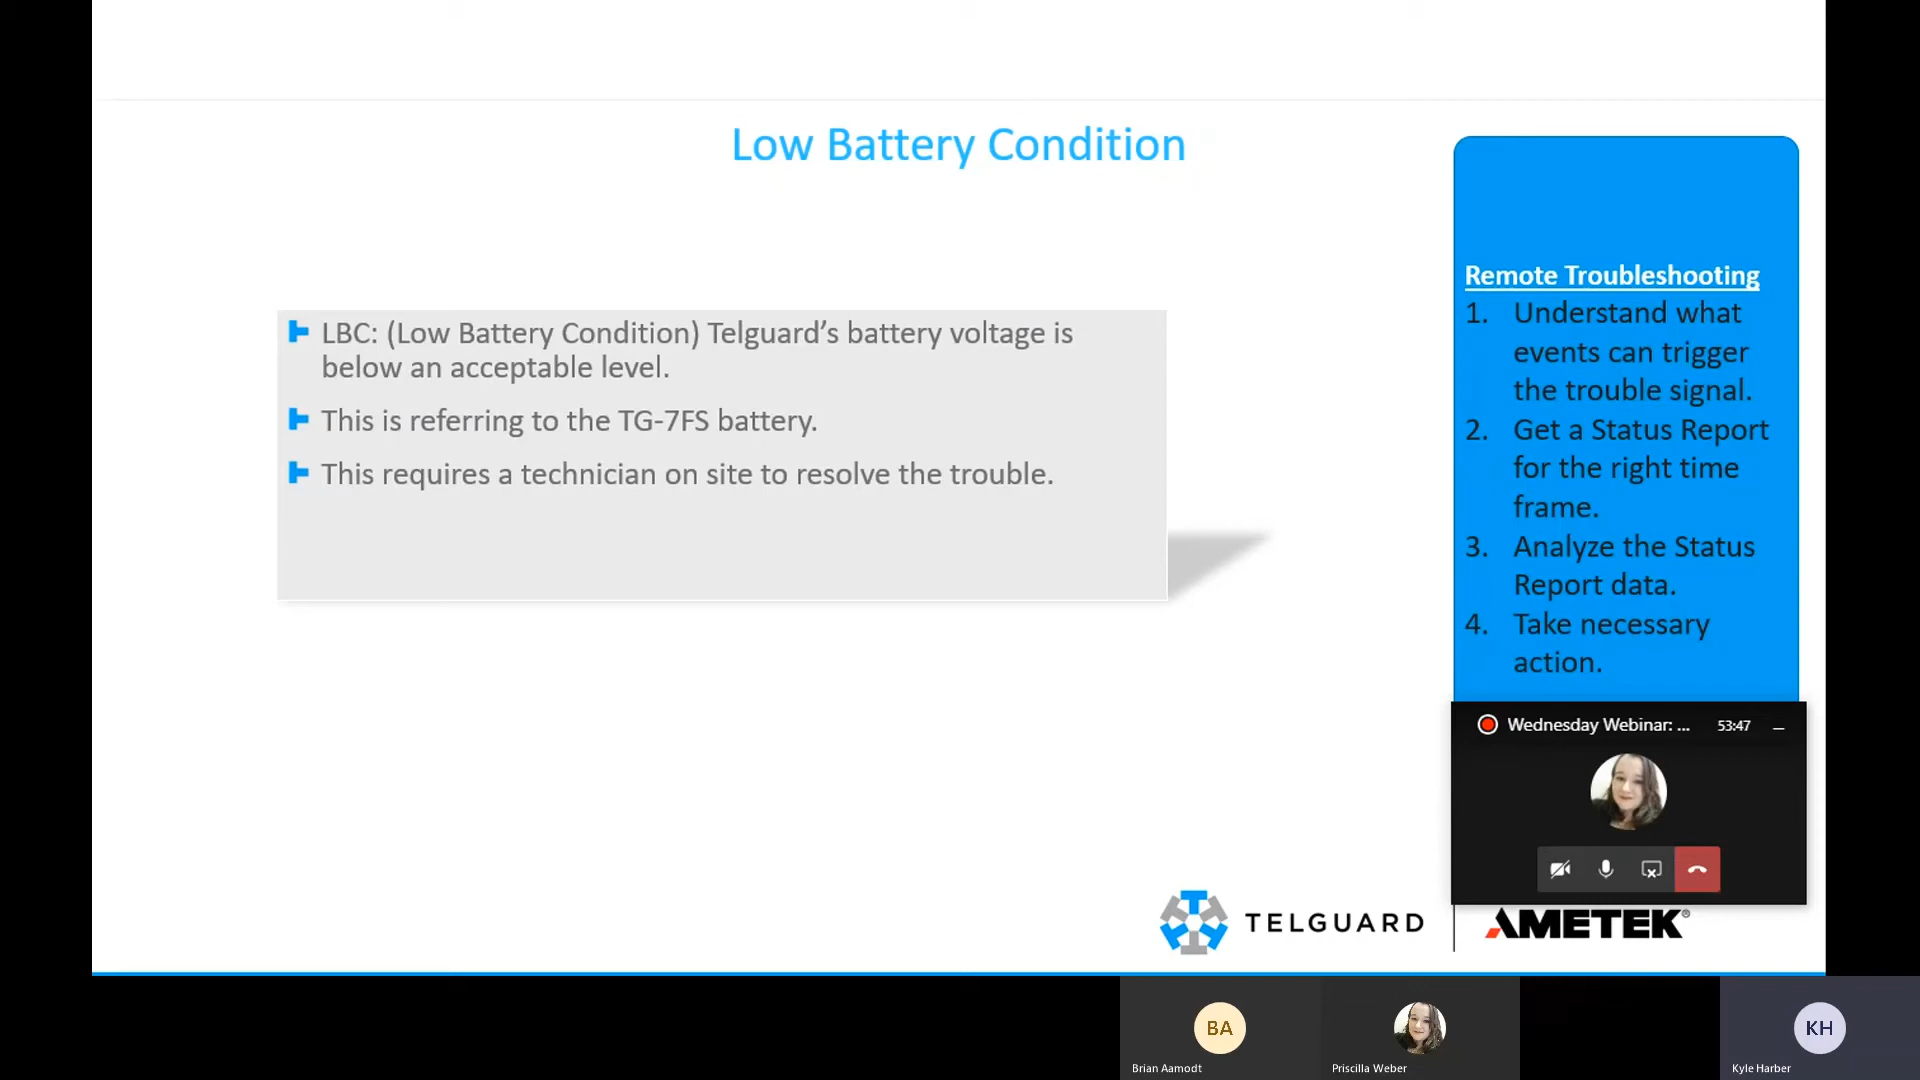 Low Battery Condition
LBC: (Low Battery Condition) Telguard’s battery voltage is
below an acceptable level.
This is referring to the TG-7FS battery.
This requires a technician on site to resolve the trouble.
Remote Troubleshooting
1. Understand what
events can trigger
the trouble signal.
2. Get a Status Report
for the right time
frame.
3. Analyze the Status
Report data.
4. Take necessary
action.
Wednesday Webinar: ... 53:47
TELGUARD
AMETEK®
BA
KH
Brian Aamodt
Priscilla Weber
Kyle Harber